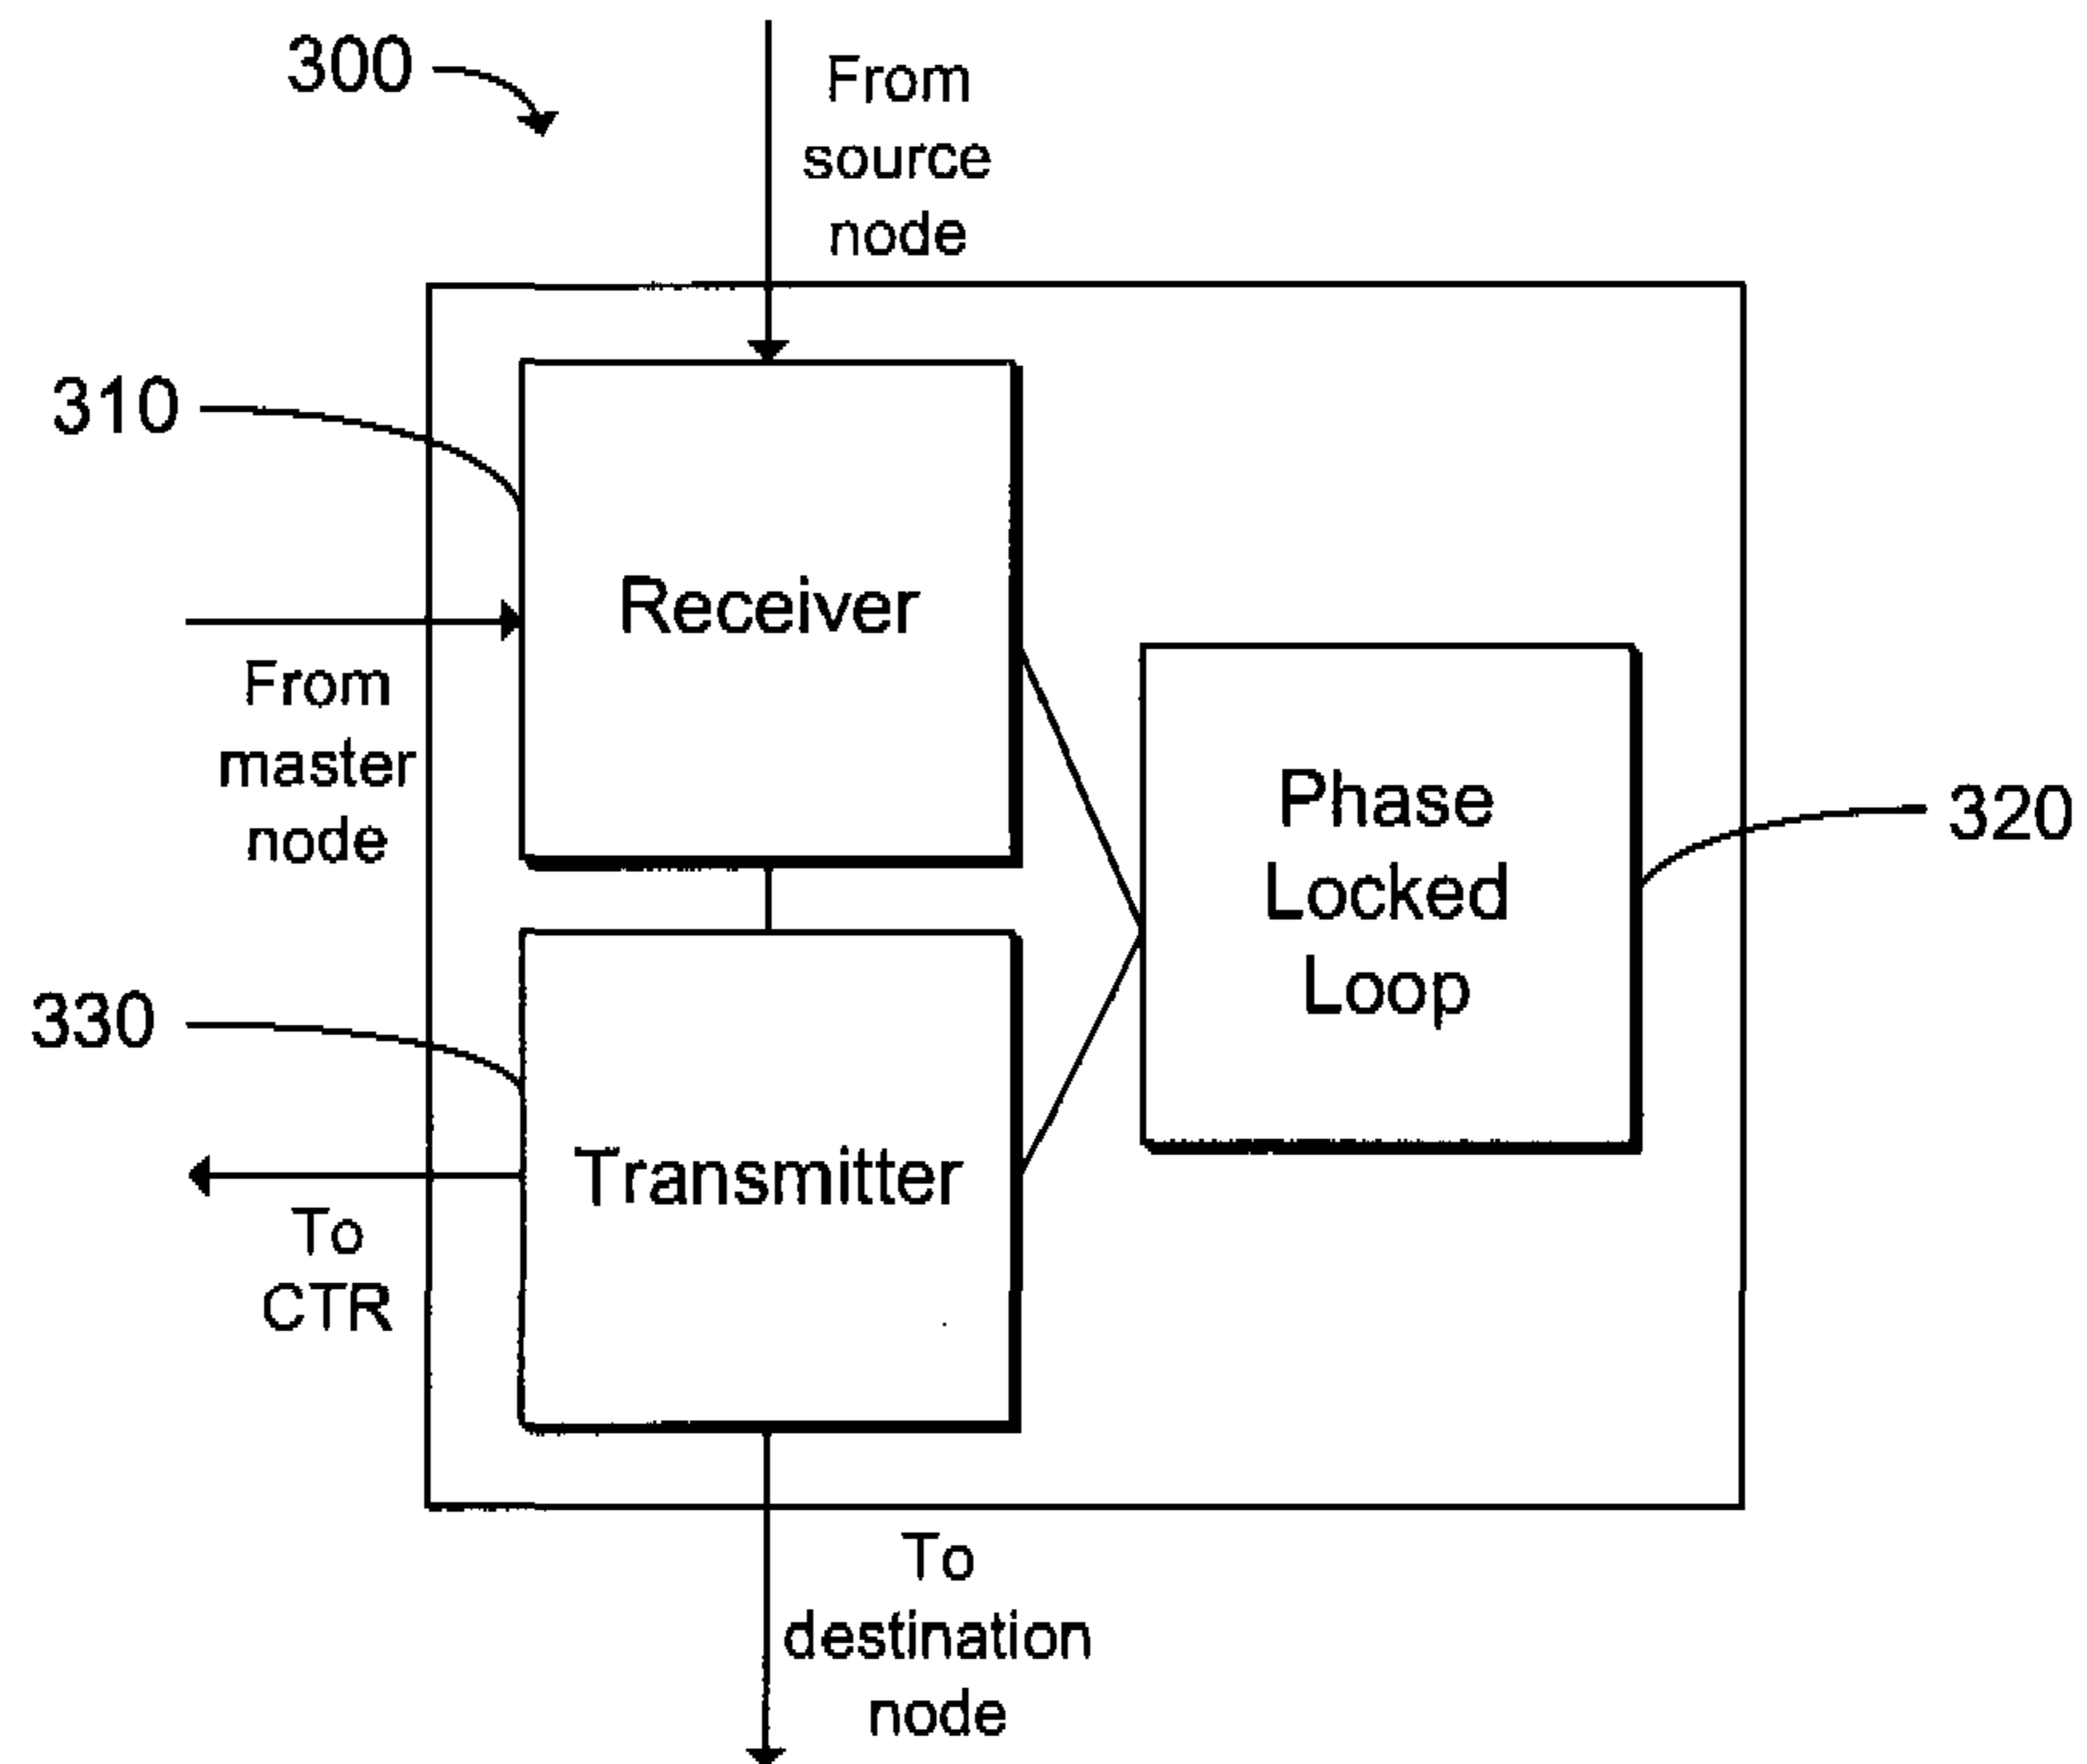 300
From
source
node
310
Receiver
From
master
node
Phase
Locked
Loop
320
330
Transmitter
To
CTR
To
destination
node